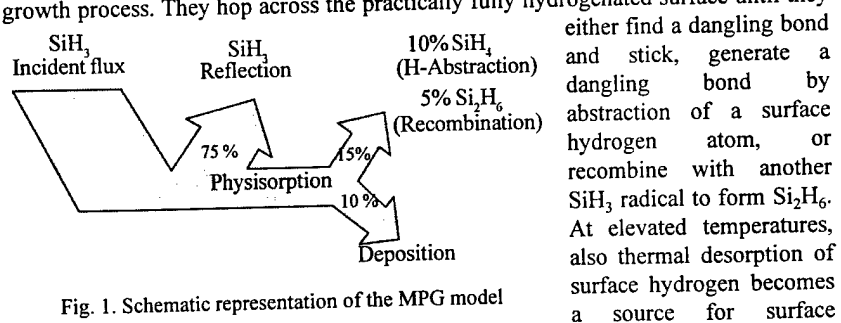 growth process. They hop across the practically fully hydrogenated surface until they
SiH₃
Incident flux
SiH₃
Reflection
10% SiH₄
(H-Abstraction)
5% Si₂H₆
(Recombination)
75 %
15%
Physisorption
10 %
Deposition
Fig. 1. Schematic representation of the MPG model
either find a dangling bond
and stick, generate a
dangling bond by
abstraction of a surface
hydrogen atom, or
recombine with another
SiH₃ radical to form Si₂H₆.
At elevated temperatures,
also thermal desorption of
surface hydrogen becomes
a source for surface